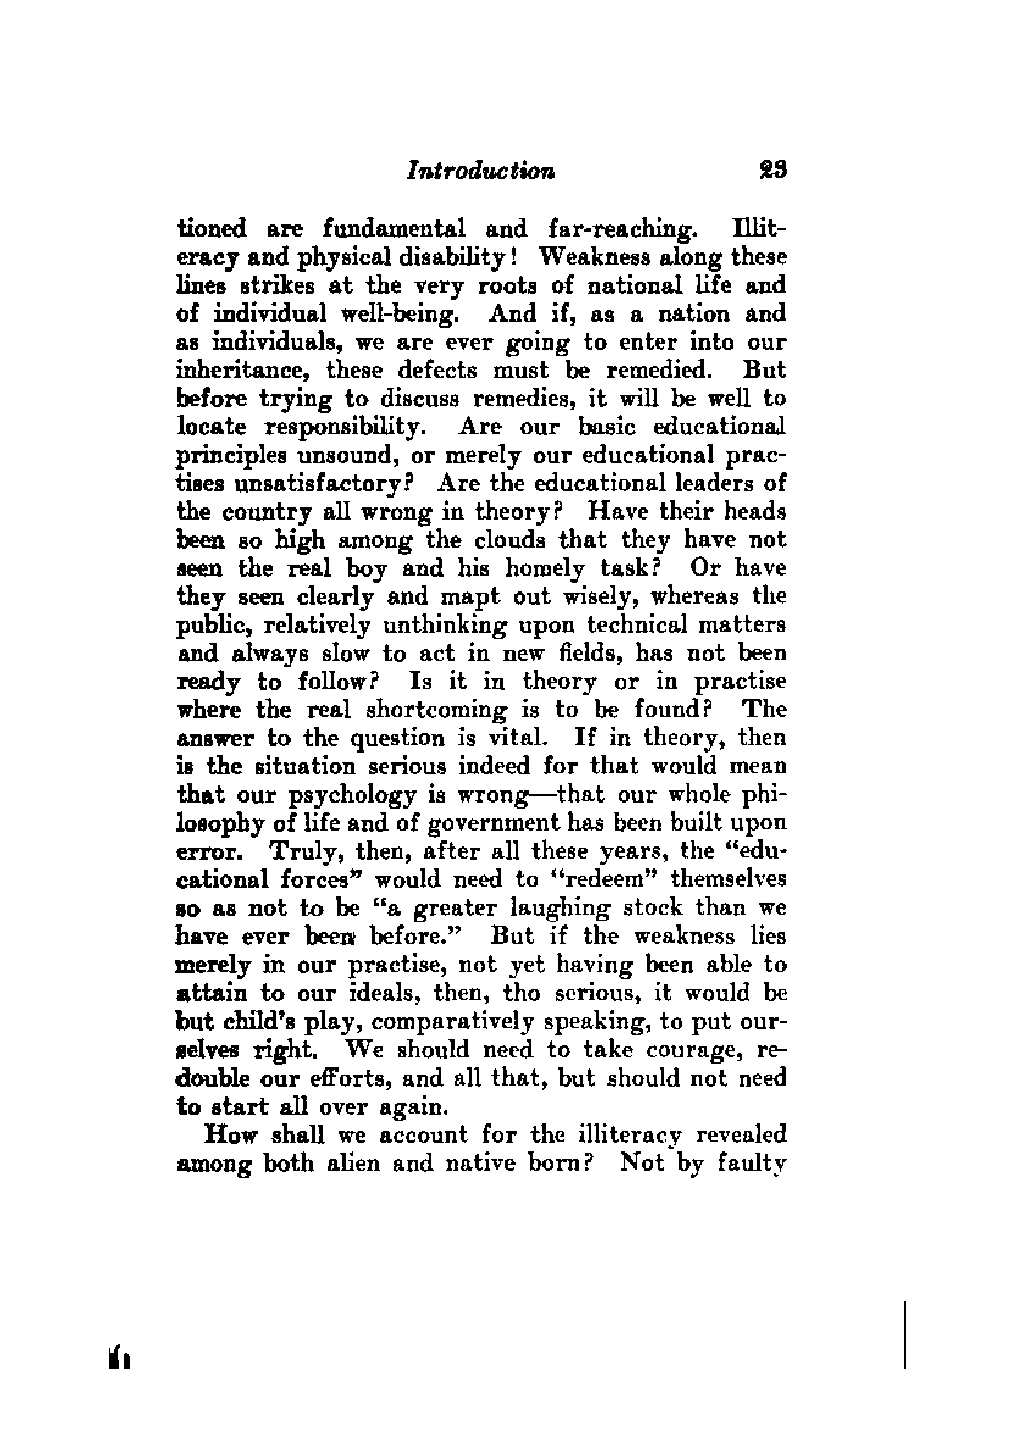 Introduction 23
tioned are fundamental and far-reaching. Illit-
eracy and physical disability! Weakness along these
lines strikes at the very roots of national life and
of individual well-being. And if, as a nation and
as individuals, we are ever going to enter into our
inheritance, these defects must be remedied. But
before trying to discuss remedies, it will be well to
locate responsibility. Are our basic educational
principles unsound, or merely our educational prac-
tises unsatisfactory? Are the educational leaders of
the country all wrong in theory? Have their heads
been so high among the clouds that they have not
seen the real boy and his homely task? Or have
they seen clearly and mapt out wisely, whereas the
public, relatively unthinking upon technical matters
and always slow to act in new fields, has not been
ready to follow? Is it in theory or in practise
where the real shortcoming is to be found? The
answer to the question is vital. If in theory, then
is the situation serious indeed for that would mean
that our psychology is wrong—that our whole phi-
losophy of life and of government has been built upon
error. Truly, then, after all these years, the "edu-
cational forces" would need to "redeem" themselves
so as not to be "a greater laughing stock than we
have ever been before." But if the weakness lies
merely in our practise, not yet having been able to
attain to our ideals, then, tho serious, it would be
but child's play, comparatively speaking, to put our-
selves right. We should need to take courage, re-
double our efforts, and all that, but should not need
to start all over again.
How shall we account for the illiteracy revealed
among both alien and native born? Not by faulty